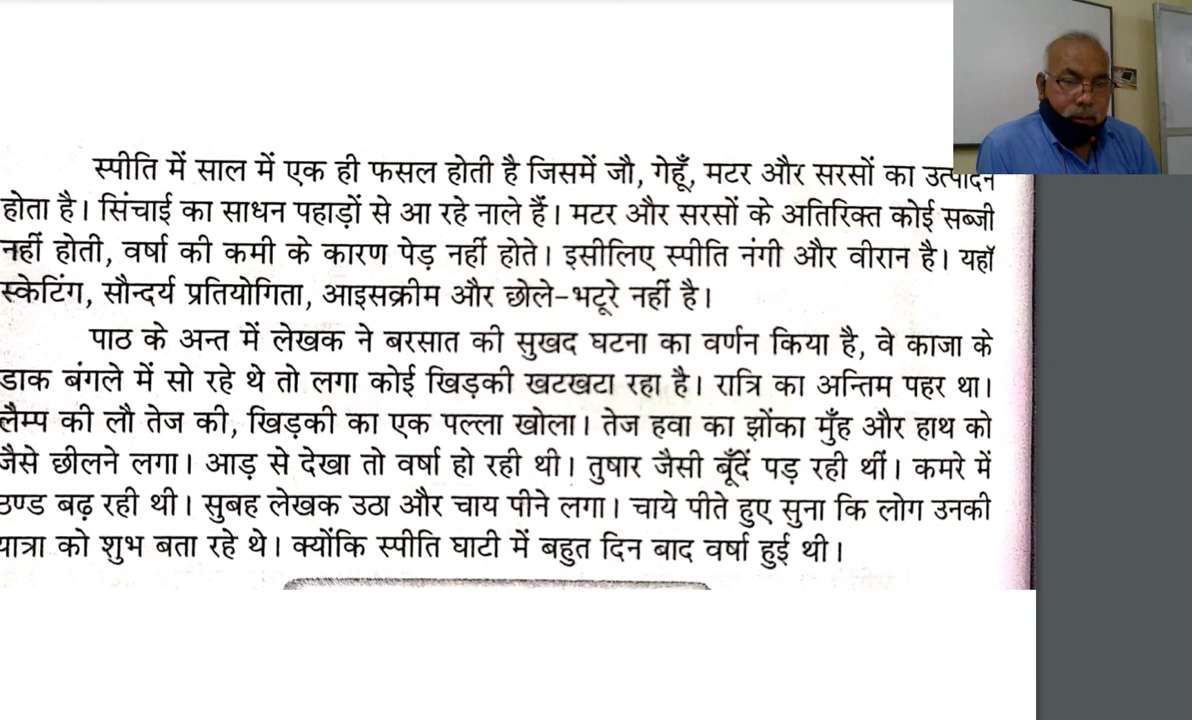 स्पीति में साल में एक ही फसल होती है जिसमें जौ, गेहूँ, मटर और सरसों का उत्पादन
होता है। सिंचाई का साधन पहाड़ों से आ रहे नाले हैं। मटर और सरसों के अतिरिक्त कोई सब्जी
नहीं होती, वर्षा की कमी के कारण पेड़ नहीं होते। इसीलिए स्पीति नंगी और वीरान है। यहाॅ
स्केटिंग, सौन्दर्य प्रतियोगिता, आइसक्रीम और छोले-भटूरे नहीं है।
पाठ के अन्त में लेखक ने बरसात की सुखद घटना का वर्णन किया है, वे काजा के
डाक बंगले में सो रहे थे तो लगा कोई खिड़की खटखटा रहा है। रात्रि का अन्तिम पहर था।
लैम्प की लौ तेज की, खिड़की का एक पल्ला खोला। तेज हवा का झोंका मुँह और हाथ को
जैसे छीलने लगा। आड़ से देखा तो वर्षा हो रही थी। तुषार जैसी बूँदें पड़ रही थीं। कमरे में
ठण्ड बढ़ रही थी। सुबह लेखक उठा और चाय पीने लगा। चाये पीते हुए सुना कि लोग उनकी
यात्रा को शुभ बता रहे थे। क्योंकि स्पीति घाटी में बहुत दिन बाद वर्षा हुई थी।